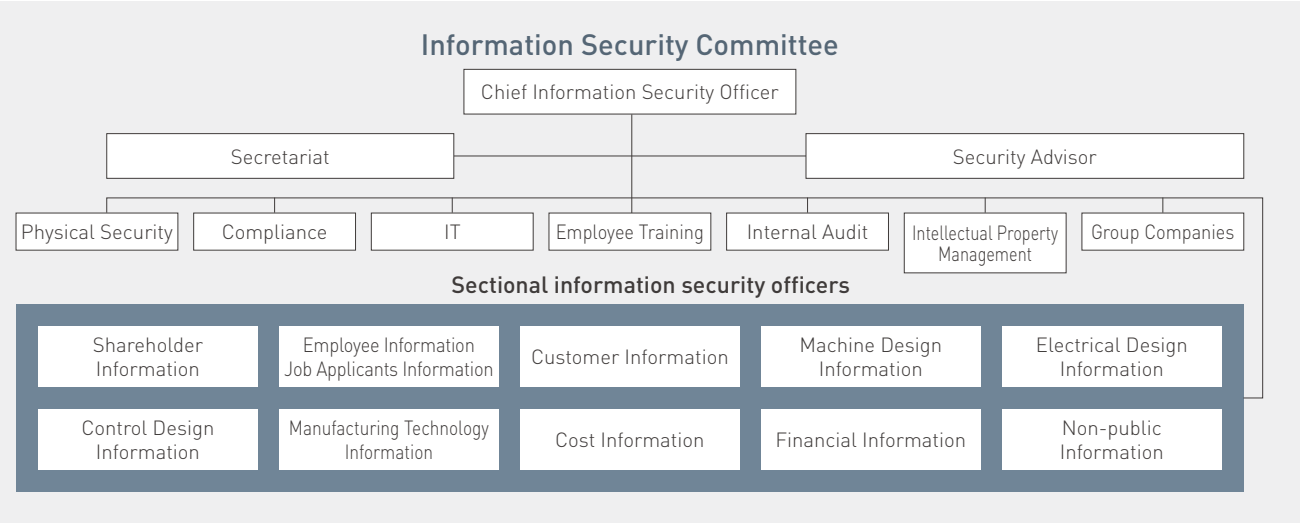 Information Security Committee
Chief Information Security Officer
Secretariat
Security Advisor
Physical Security
Compliance
IT
Employee Training
Internal Audit
Intellectual Property
Management
Group Companies
Sectional information security officers
Shareholder
Information
Employee Information
Job Applicants Information
Customer Information
Machine Design
Information
Electrical Design
Information
Control Design
Information
Manufacturing Technology
Information
Cost Information
Financial Information
Non-public
Information